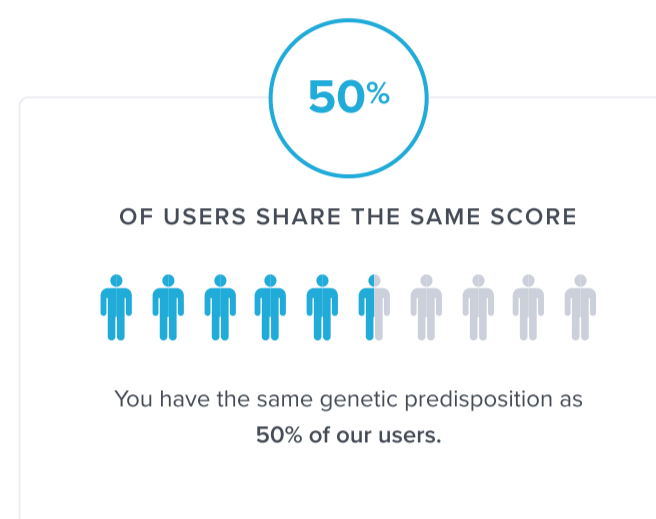 50%
OF USERS SHARE THE SAME SCORE
You have the same genetic predisposition as
50% of our users.